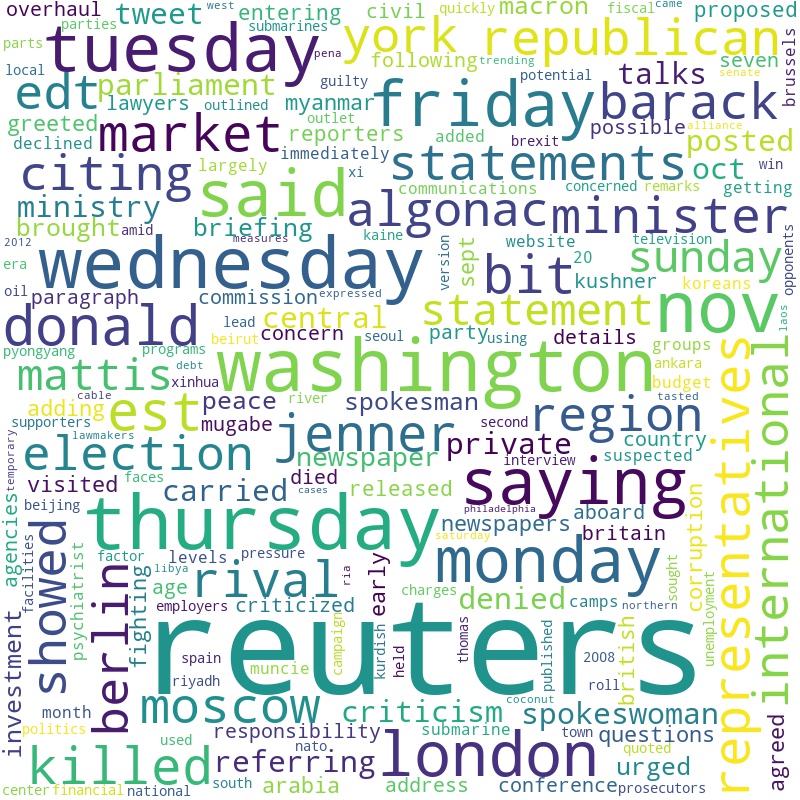 overhaul tweet west entering civil quickly macron fiscal came proposed
parties submarines
tuesday pena york republican
parts following seven brussels
edt parliament guilty trending potential senate talks
local lawyers outlined myanmar friday barack
greeted market outlet reporters added brexit possible alliance posted
declined immediately
citing largely xi statements concerned remarks oct win
said communications getting
ministry algonac minister
brought amid briefing kaine
2012 measures website television opponents
wednesday version sept bit 20 sunday
era kushner
oil paragraph commission expressed koreans
donald lead central statement nov laos
concern party using details groups
pyongyang programs beirut seoul ankara
mattis debt xinhua washington budget
cable river tasted
adding est peace spokesman region
supporters mugabe second country
temporary lawmakers jenner private
election newspaper interview suspected
visited faces died saying
agencies beijing carried cases released philadelphia aboard
newspapers
thursday saturday britain
facilities showed psychiatrist factor levels pressure monday corruption
libya ria sought representatives international
berlin fighting rival age early charges denied camps
employers criticized northern unemployment
reuters
campaign kurdish held thomas published 2008 british
spain
muncie
investment riyadh roll
month moscow coconut
criticism spokeswoman
politics used responsibility submarine town questions
nato quoted
killed referring london urged agreed
center financial national south arabia address conference prosecutors